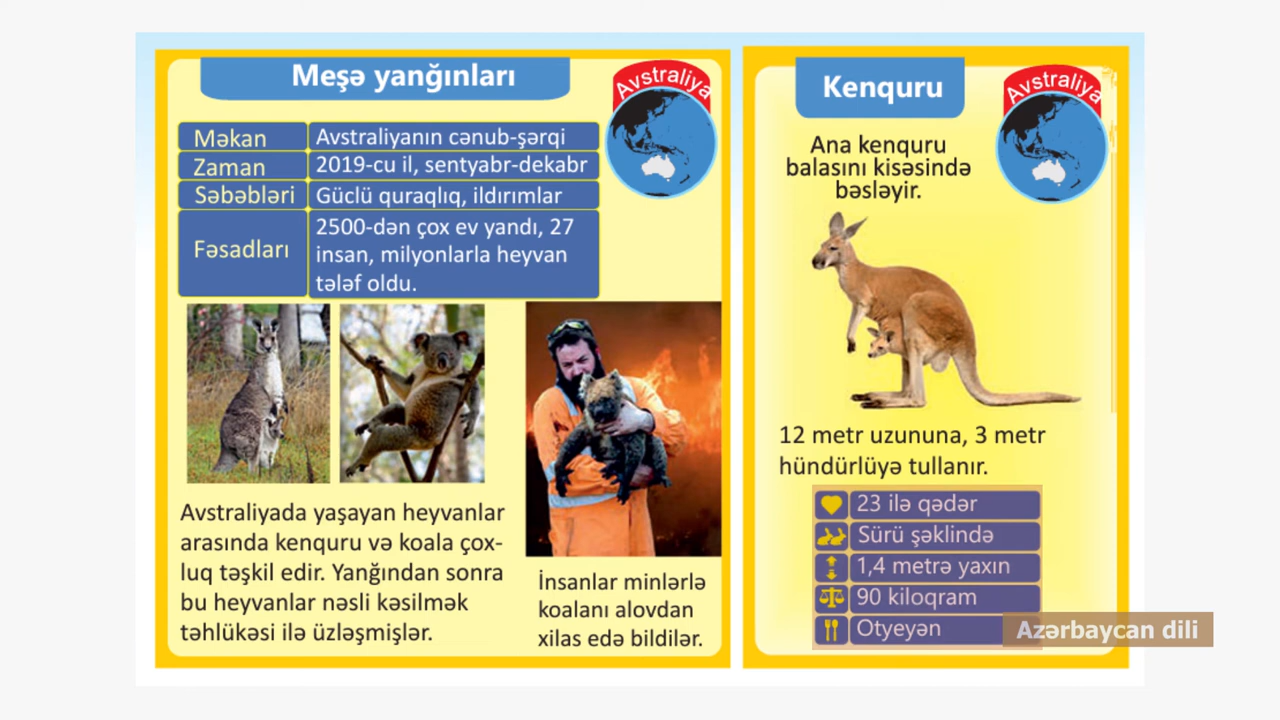 Meşə yanğınları
Avstraliya
Məkan Avstraliyanın cənub-şərqi
Zaman 2019-cu il, sentyabr-dekabr
Səbəbləri Güclü quraqlıq, ildırımlar
Fəsadları 2500-dən çox ev yandı, 27
insan, milyonlarla heyvan
tələf oldu.
Avstraliyada yaşayan heyvanlar
arasında kenquru və koala çox-
luq təşkil edir. Yanğından sonra
bu heyvanlar nəsli kəsilmək
təhlükəsi ilə üzləşmişlər.
İnsanlar minlərlə
koalanı alovdan
xilas edə bildilər.
Kenquru
Avstraliya
Ana kenquru
balasını kisəsində
bəsləyir.
12 metr uzununa, 3 metr
hündürlüyə tullanır.
23 ilə qədər
Sürü şəklində
1,4 metrə yaxın
90 kiloqram
Otyeyən
Azərbaycan dili